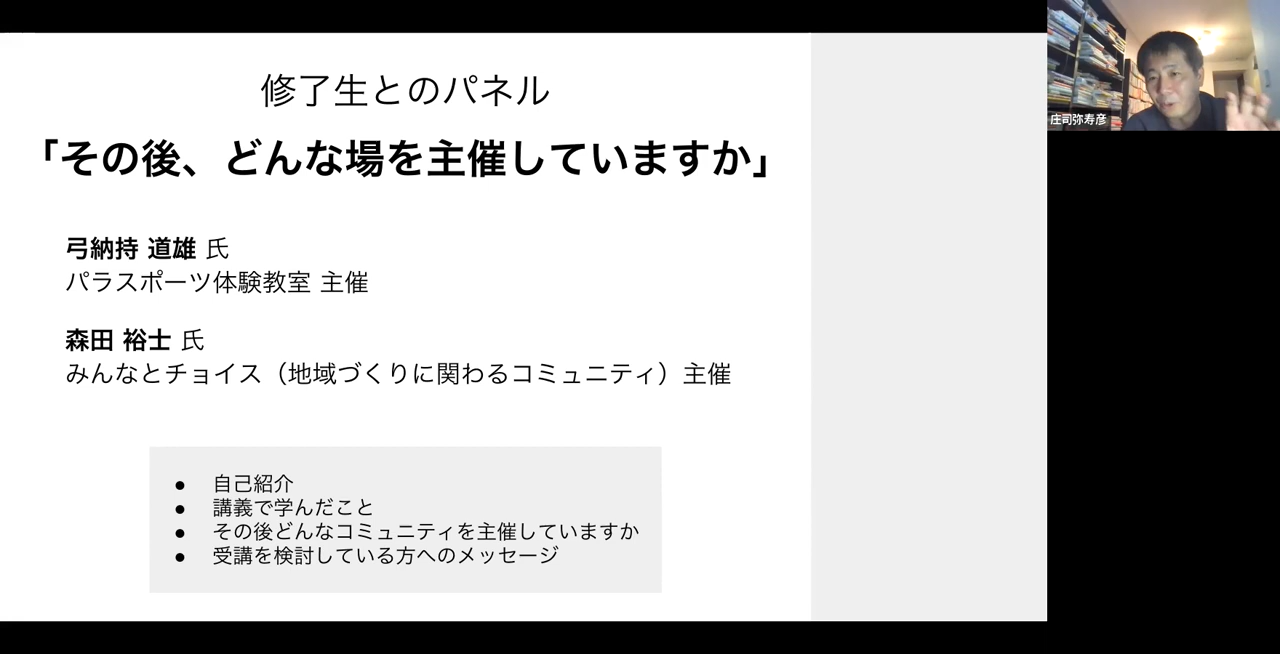 修了生とのパネル
「その後、どんな場を主催していますか」
弓納持 道雄 氏
パラスポーツ体験教室 主催
森田 裕士 氏
みんなとチョイス（地域づくりに関わるコミュニティ）主催
● 自己紹介
● 講義で学んだこと
● その後どんなコミュニティを主催していますか
● 受講を検討している方へのメッセージ
庄司弥寿彦